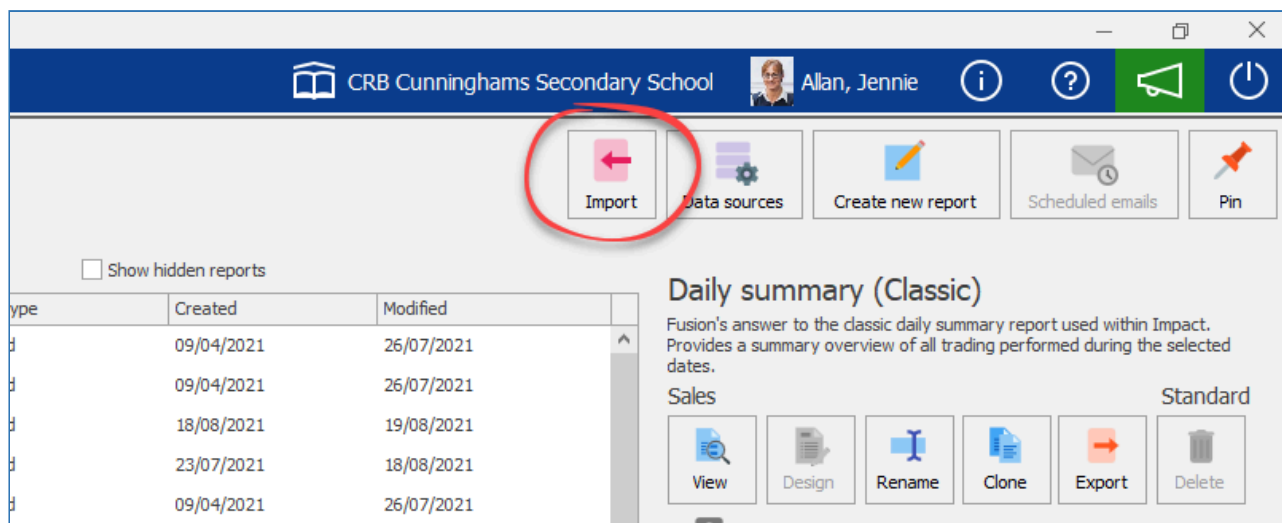 CRB Cunninghams Secondary School
Allan, Jennie
Import
Data sources
Create new report
Scheduled emails
Pin
Show hidden reports
ype Created Modified
d 09/04/2021 26/07/2021
d 09/04/2021 26/07/2021
d 18/08/2021 19/08/2021
d 23/07/2021 18/08/2021
d 09/04/2021 26/07/2021
Daily summary (Classic)
Fusion's answer to the classic daily summary report used within Impact.
Provides a summary overview of all trading performed during the selected
dates.
Sales
Standard
View
Design
Rename
Clone
Export
Delete